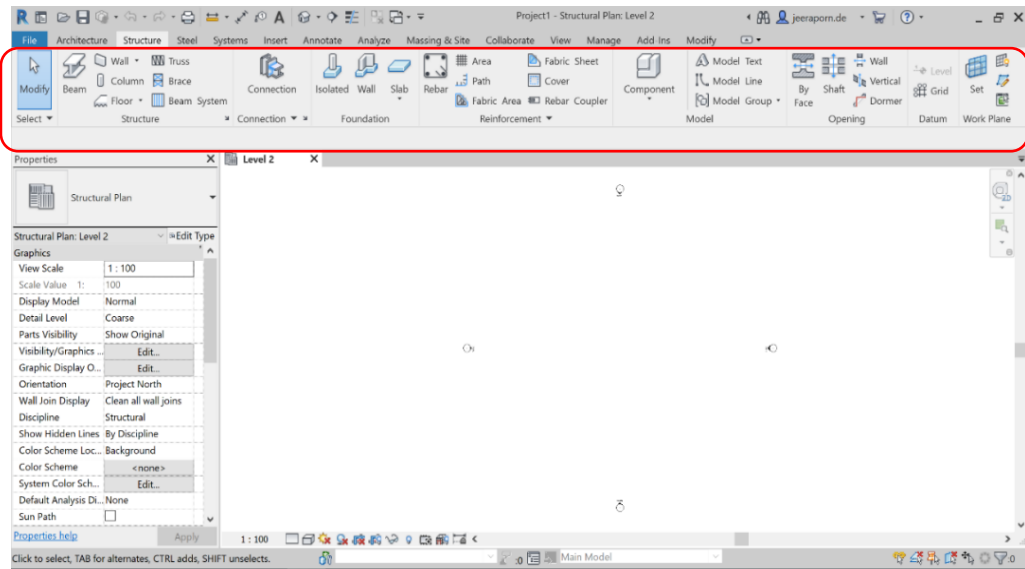 Project1 - Structural Plan: Level 2
jeeraporn.de
File Architecture Structure Steel Systems Insert Annotate Analyze Massing & Site Collaborate View Manage Add-Ins Modify
Modify
Beam
Wall
Column
Floor
Truss
Brace
Beam System
Connection
Isolated
Wall
Slab
Rebar
Area
Path
Fabric Area
Fabric Sheet
Cover
Rebar Coupler
Component
Model Text
Model Line
Model Group
By Face
Shaft
Wall
Vertical
Dormer
Level
Grid
Set
Select Structure Connection Foundation Reinforcement Model Opening Datum Work Plane
Properties
Level 2
Structural Plan
Structural Plan: Level 2 Edit Type
Graphics
View Scale 1 : 100
Scale Value 1: 100
Display Model Normal
Detail Level Coarse
Parts Visibility Show Original
Visibility/Graphics ... Edit...
Graphic Display O... Edit...
Orientation Project North
Wall Join Display Clean all wall joins
Discipline Structural
Show Hidden Lines By Discipline
Color Scheme Loc... Background
Color Scheme <none>
System Color Sch... Edit...
Default Analysis Di... None
Sun Path
Properties help Apply
1 : 100
Click to select, TAB for alternates, CTRL adds, SHIFT unselects. :0 Main Model :0